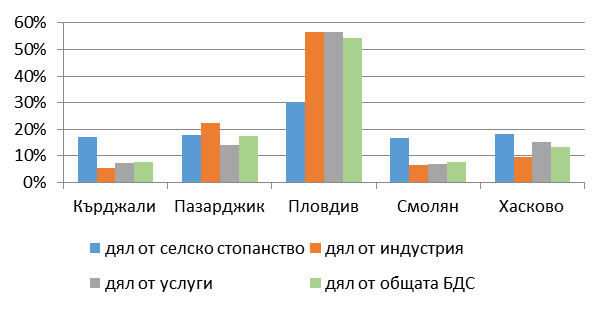 60%
50%
40%
30%
20%
10%
0%
Кърджали Пазарджик Пловдив Смолян Хасково
дял от селско стопанство дял от индустрия
дял от услуги дял от общата БДС